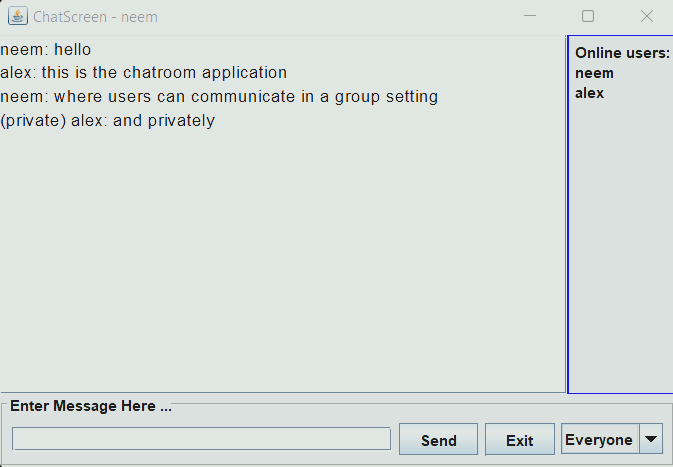 ChatScreen - neem
neem: hello
alex: this is the chatroom application
neem: where users can communicate in a group setting
(private) alex: and privately
Online users:
neem
alex
Enter Message Here ...
Send
Exit
Everyone